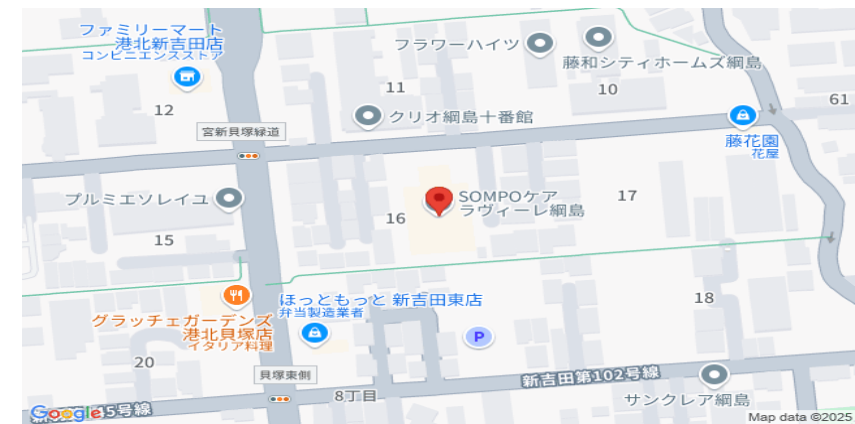 ファミリーマート
港北新吉田店
コンビニエンスストア
フラワーハイツ
藤和シティホームズ綱島
11
10
61
12
クリオ綱島十番館
宮新貝塚緑道
藤花園
花屋
プルミエソレイユ
SOMPOケア
ラヴィーレ綱島
17
16
15
ほっともっと 新吉田東店
弁当製造業者
18
グラッチェガーデンズ
港北貝塚店
イタリア料理
P
20
貝塚東側
新吉田第102号線
8丁目
サンクレア綱島
Google
5号線
Map data ©2025